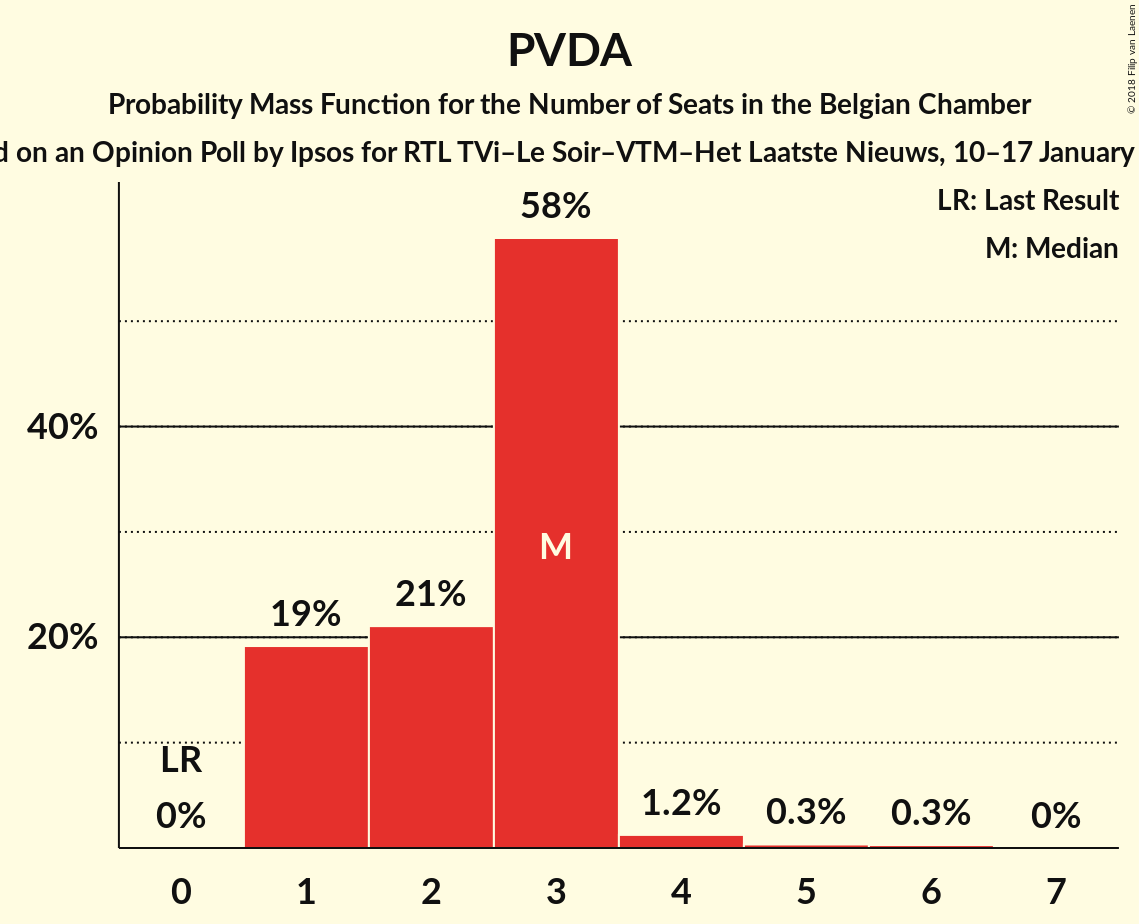 PVDA
Probability Mass Function for the Number of Seats in the Belgian Chamber
on an Opinion Poll by Ipsos for RTL TVi–Le Soir–VTM–Het Laatste Nieuws, 10–17 January
© 2018 Filip van Laenen
LR: Last Result
M: Median
58%
40%
M
21%
19%
20%
LR
0%
1.2%
0.3%
0.3%
0%
0 1 2 3 4 5 6 7